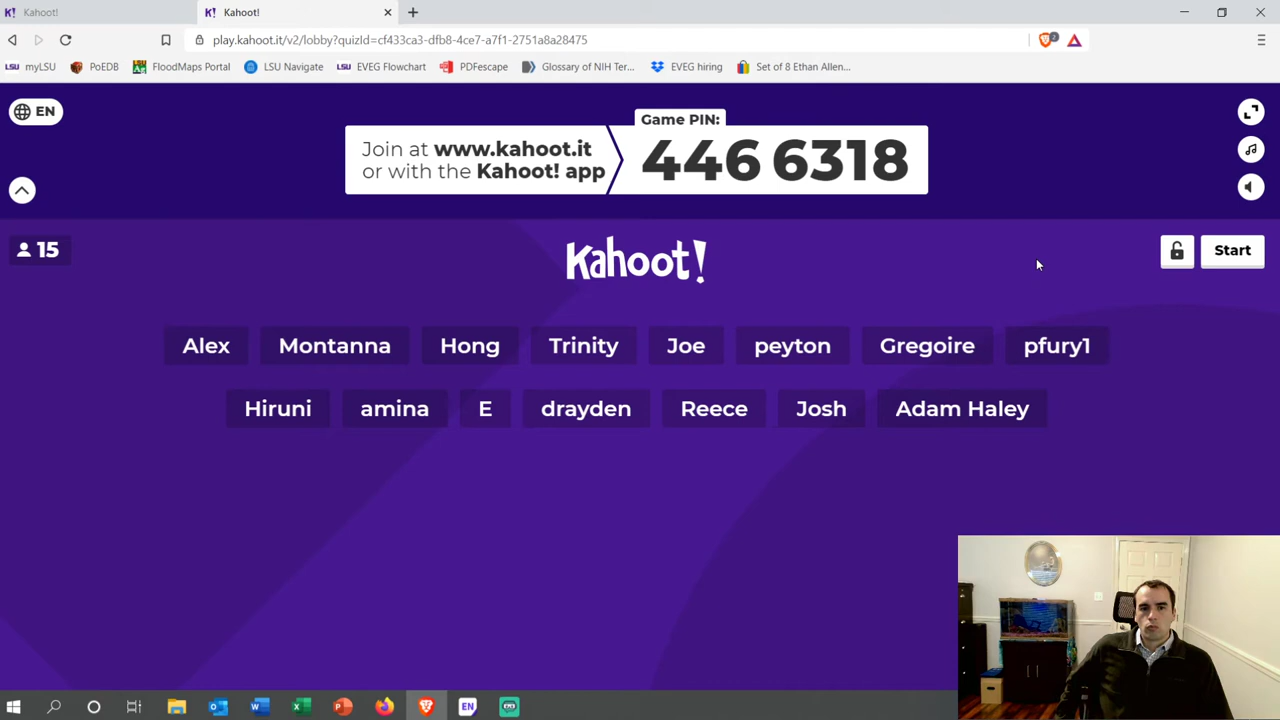 Kahoot!
Kahoot!
play.kahoot.it/v2/lobby?quizId=cf433ca3-dfb8-4ce7-a7f1-2751a8a28475
2
LSU myLSU PoEDB FloodMaps Portal LSU Navigate LSU EVEG Flowchart PDFescape Glossary of NIH Ter... EVEG hiring Set of 8 Ethan Allen...
EN
Game PIN:
Join at www.kahoot.it
or with the Kahoot! app
446 6318
15
Kahoot!
Start
Alex Montanna Hong Trinity Joe peyton Gregoire pfury1
Hiruni amina E drayden Reece Josh Adam Haley
EN